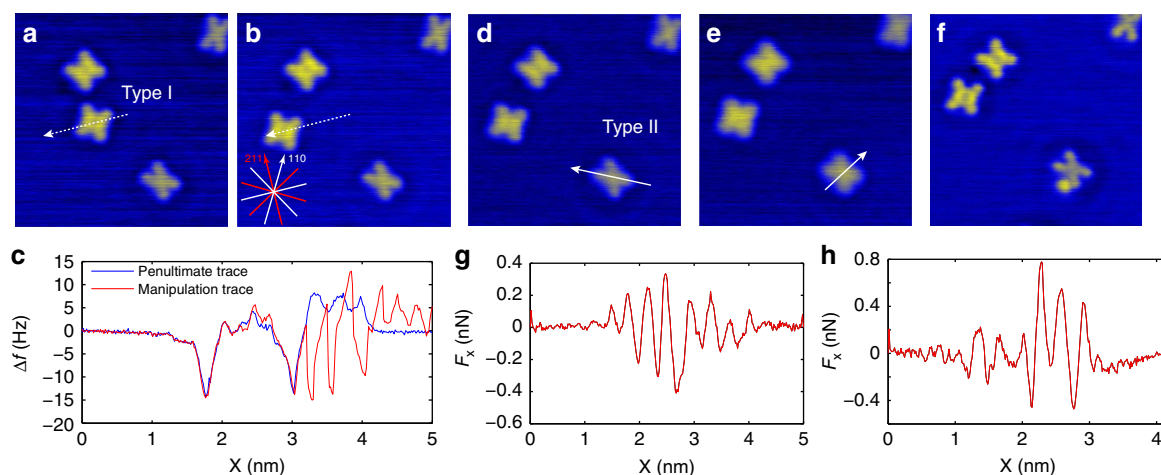 a
Type I
b
211
110
d
Type II
e
f
c
15
10
5
0
−5
−10
−15
−20
Δf (Hz)
Penultimate trace
Manipulation trace
0 1 2 3 4 5
X (nm)
g
0.4
0.2
0
−0.2
−0.4
−0.6
Fx (nN)
0 1 2 3 4 5
X (nm)
h
0.8
0.4
0
−0.4
Fx (nN)
0 1 2 3 4
X (nm)